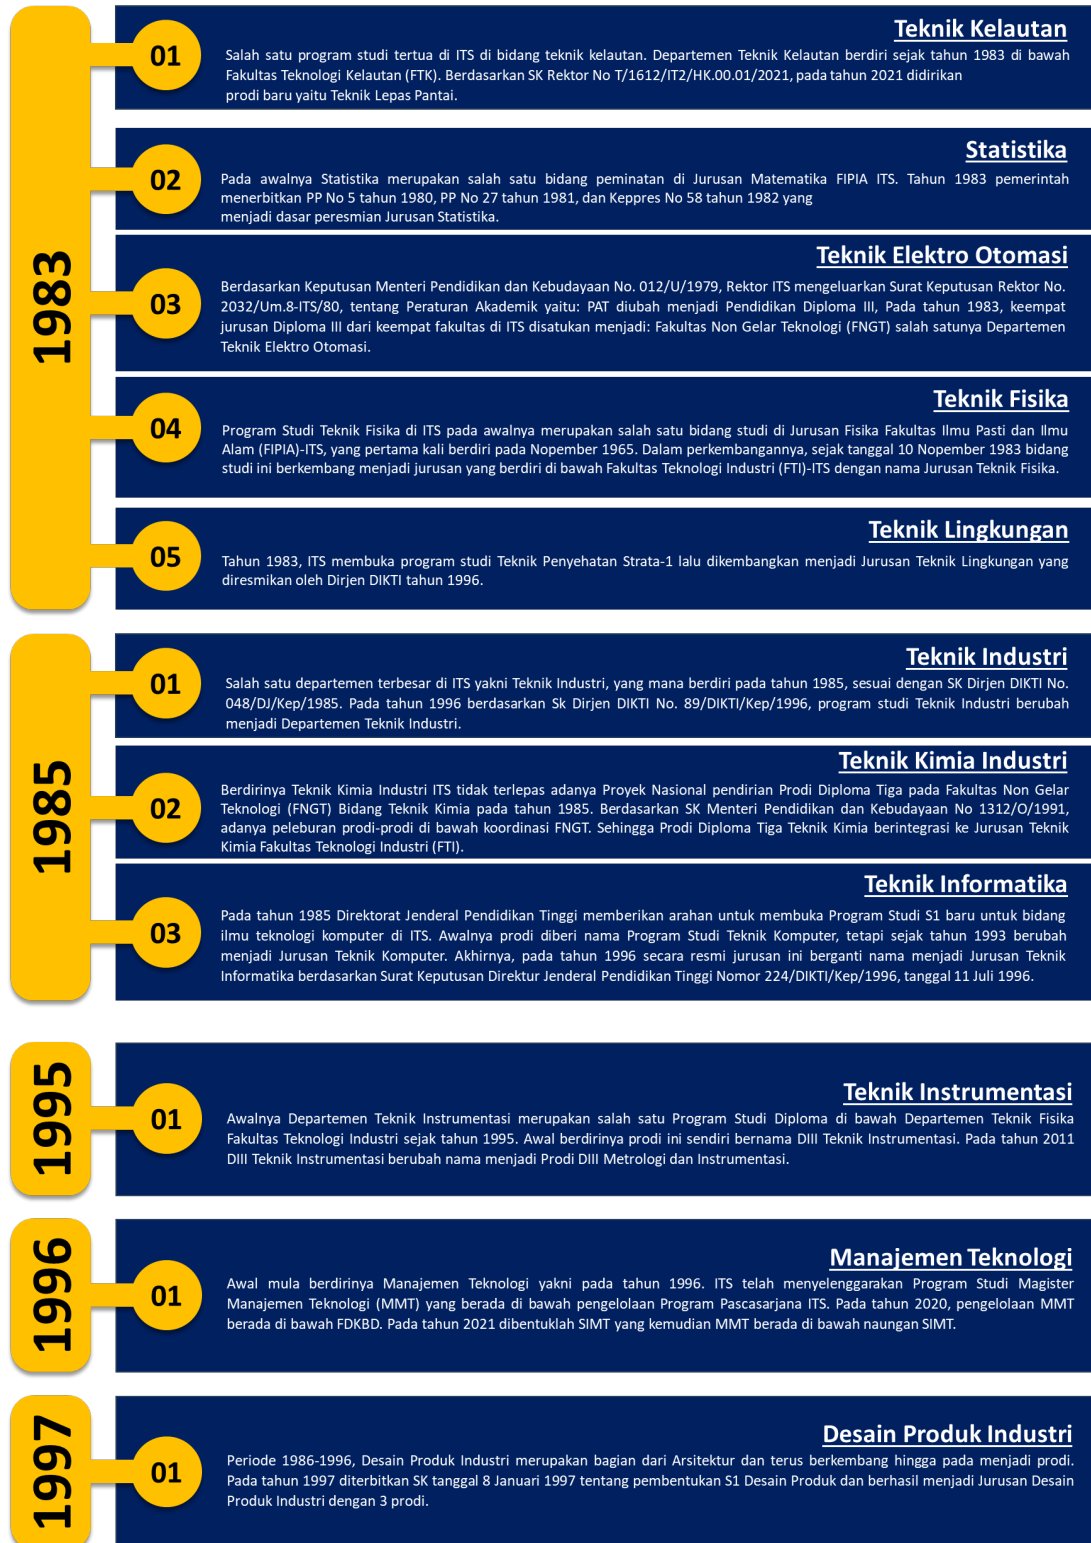 1983
01
Teknik Kelautan
Salah satu program studi tertua di ITS di bidang teknik kelautan. Departemen Teknik Kelautan berdiri sejak tahun 1983 di bawah
Fakultas Teknologi Kelautan (FTK). Berdasarkan SK Rektor No T/1612/IT2/HK.00.01/2021, pada tahun 2021 didirikan
prodi baru yaitu Teknik Lepas Pantai.
02
Statistika
Pada awalnya Statistika merupakan salah satu bidang peminatan di Jurusan Matematika FIPIA ITS. Tahun 1983 pemerintah
menerbitkan PP No 5 tahun 1980, PP No 27 tahun 1981, dan Keppres No 58 tahun 1982 yang
menjadi dasar peresmian Jurusan Statistika.
03
Teknik Elektro Otomasi
Berdasarkan Keputusan Menteri Pendidikan dan Kebudayaan No. 012/U/1979, Rektor ITS mengeluarkan Surat Keputusan Rektor No.
2032/Um.8-ITS/80, tentang Peraturan Akademik yaitu: PAT diubah menjadi Pendidikan Diploma III, Pada tahun 1983, keempat
jurusan Diploma III dari keempat fakultas di ITS disatukan menjadi: Fakultas Non Gelar Teknologi (FNGT) salah satunya Departemen
Teknik Elektro Otomasi.
04
Teknik Fisika
Program Studi Teknik Fisika di ITS pada awalnya merupakan salah satu bidang studi di Jurusan Fisika Fakultas Ilmu Pasti dan Ilmu
Alam (FIPIA)-ITS, yang pertama kali berdiri pada Nopember 1965. Dalam perkembangannya, sejak tanggal 10 Nopember 1983 bidang
studi ini berkembang menjadi jurusan yang berdiri di bawah Fakultas Teknologi Industri (FTI)-ITS dengan nama Jurusan Teknik Fisika.
05
Teknik Lingkungan
Tahun 1983, ITS membuka program studi Teknik Penyehatan Strata-1 lalu dikembangkan menjadi Jurusan Teknik Lingkungan yang
diresmikan oleh Dirjen DIKTI tahun 1996.
1985
01
Teknik Industri
Salah satu departemen terbesar di ITS yakni Teknik Industri, yang mana berdiri pada tahun 1985, sesuai dengan SK Dirjen DIKTI No.
048/DJ/Kep/1985. Pada tahun 1996 berdasarkan Sk Dirjen DIKTI No. 89/DIKTI/Kep/1996, program studi Teknik Industri berubah
menjadi Departemen Teknik Industri.
02
Teknik Kimia Industri
Berdirinya Teknik Kimia Industri ITS tidak terlepas adanya Proyek Nasional pendirian Prodi Diploma Tiga pada Fakultas Non Gelar
Teknologi (FNGT) Bidang Teknik Kimia pada tahun 1985. Berdasarkan SK Menteri Pendidikan dan Kebudayaan No 1312/O/1991,
adanya peleburan prodi-prodi di bawah koordinasi FNGT. Sehingga Prodi Diploma Tiga Teknik Kimia berintegrasi ke Jurusan Teknik
Kimia Fakultas Teknologi Industri (FTI).
03
Teknik Informatika
Pada tahun 1985 Direktorat Jenderal Pendidikan Tinggi memberikan arahan untuk membuka Program Studi S1 baru untuk bidang
ilmu teknologi komputer di ITS. Awalnya prodi diberi nama Program Studi Teknik Komputer, tetapi sejak tahun 1993 berubah
menjadi Jurusan Teknik Komputer. Akhirnya, pada tahun 1996 secara resmi jurusan ini berganti nama menjadi Jurusan Teknik
Informatika berdasarkan Surat Keputusan Direktur Jenderal Pendidikan Tinggi Nomor 224/DIKTI/Kep/1996, tanggal 11 Juli 1996.
1995
01
Teknik Instrumentasi
Awalnya Departemen Teknik Instrumentasi merupakan salah satu Program Studi Diploma di bawah Departemen Teknik Fisika
Fakultas Teknologi Industri sejak tahun 1995. Awal berdirinya prodi ini sendiri bernama DIII Teknik Instrumentasi. Pada tahun 2011
DIII Teknik Instrumentasi berubah nama menjadi Prodi DIII Metrologi dan Instrumentasi.
1996
01
Manajemen Teknologi
Awal mula berdirinya Manajemen Teknologi yakni pada tahun 1996. ITS telah menyelenggarakan Program Studi Magister
Manajemen Teknologi (MMT) yang berada di bawah pengelolaan Program Pascasarjana ITS. Pada tahun 2020, pengelolaan MMT
berada di bawah FDKBD. Pada tahun 2021 dibentuklah SIMT yang kemudian MMT berada di bawah naungan SIMT.
1997
01
Desain Produk Industri
Periode 1986-1996, Desain Produk Industri merupakan bagian dari Arsitektur dan terus berkembang hingga pada menjadi prodi.
Pada tahun 1997 diterbitkan SK tanggal 8 Januari 1997 tentang pembentukan S1 Desain Produk dan berhasil menjadi Jurusan Desain
Produk Industri dengan 3 prodi.